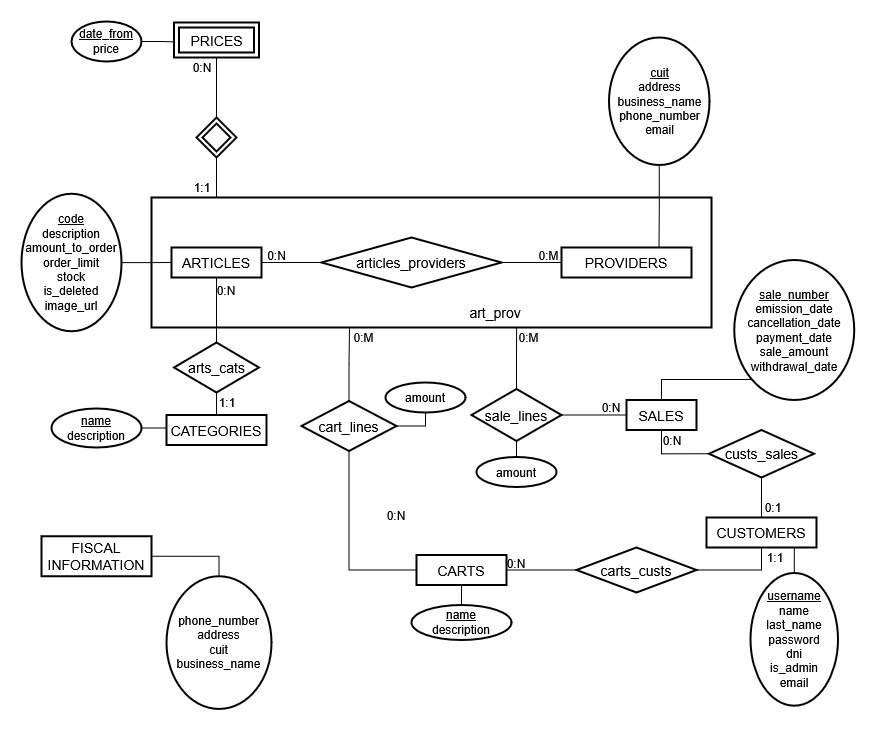 date_from
price
PRICES
0:N
1:1
cuit
address
business_name
phone_number
email
code
description
amount_to_order
order_limit
stock
is_deleted
image_url
ARTICLES
0:N
articles_providers
0:M
PROVIDERS
0:N
art_prov
arts_cats
1:1
name
description
CATEGORIES
0:M
0:M
sale_number
emission_date
cancellation_date
payment_date
sale_amount
withdrawal_date
amount
cart_lines
sale_lines
0:N
SALES
0:N
amount
custs_sales
0:1
CUSTOMERS
1:1
0:N
FISCAL
INFORMATION
CARTS
0:N
carts_custs
name
description
username
name
last_name
password
dni
is_admin
email
phone_number
address
cuit
business_name